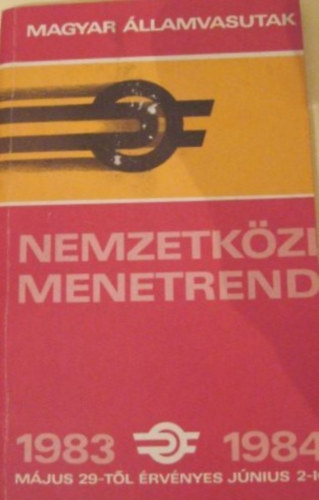 MAGYAR ÁLLAMVASUTAK
NEMZETKÖZI
MENETREND
1983 1984
MÁJUS 29-TŐL ÉRVÉNYES JÚNIUS 2-I